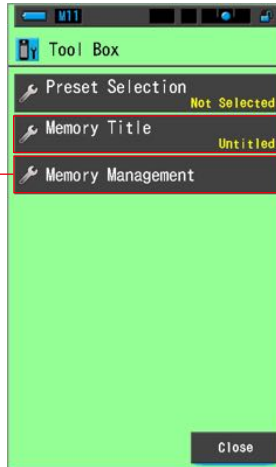 M11
Tool Box
Preset Selection
Not Selected
Memory Title
Untitled
Memory Management
Close